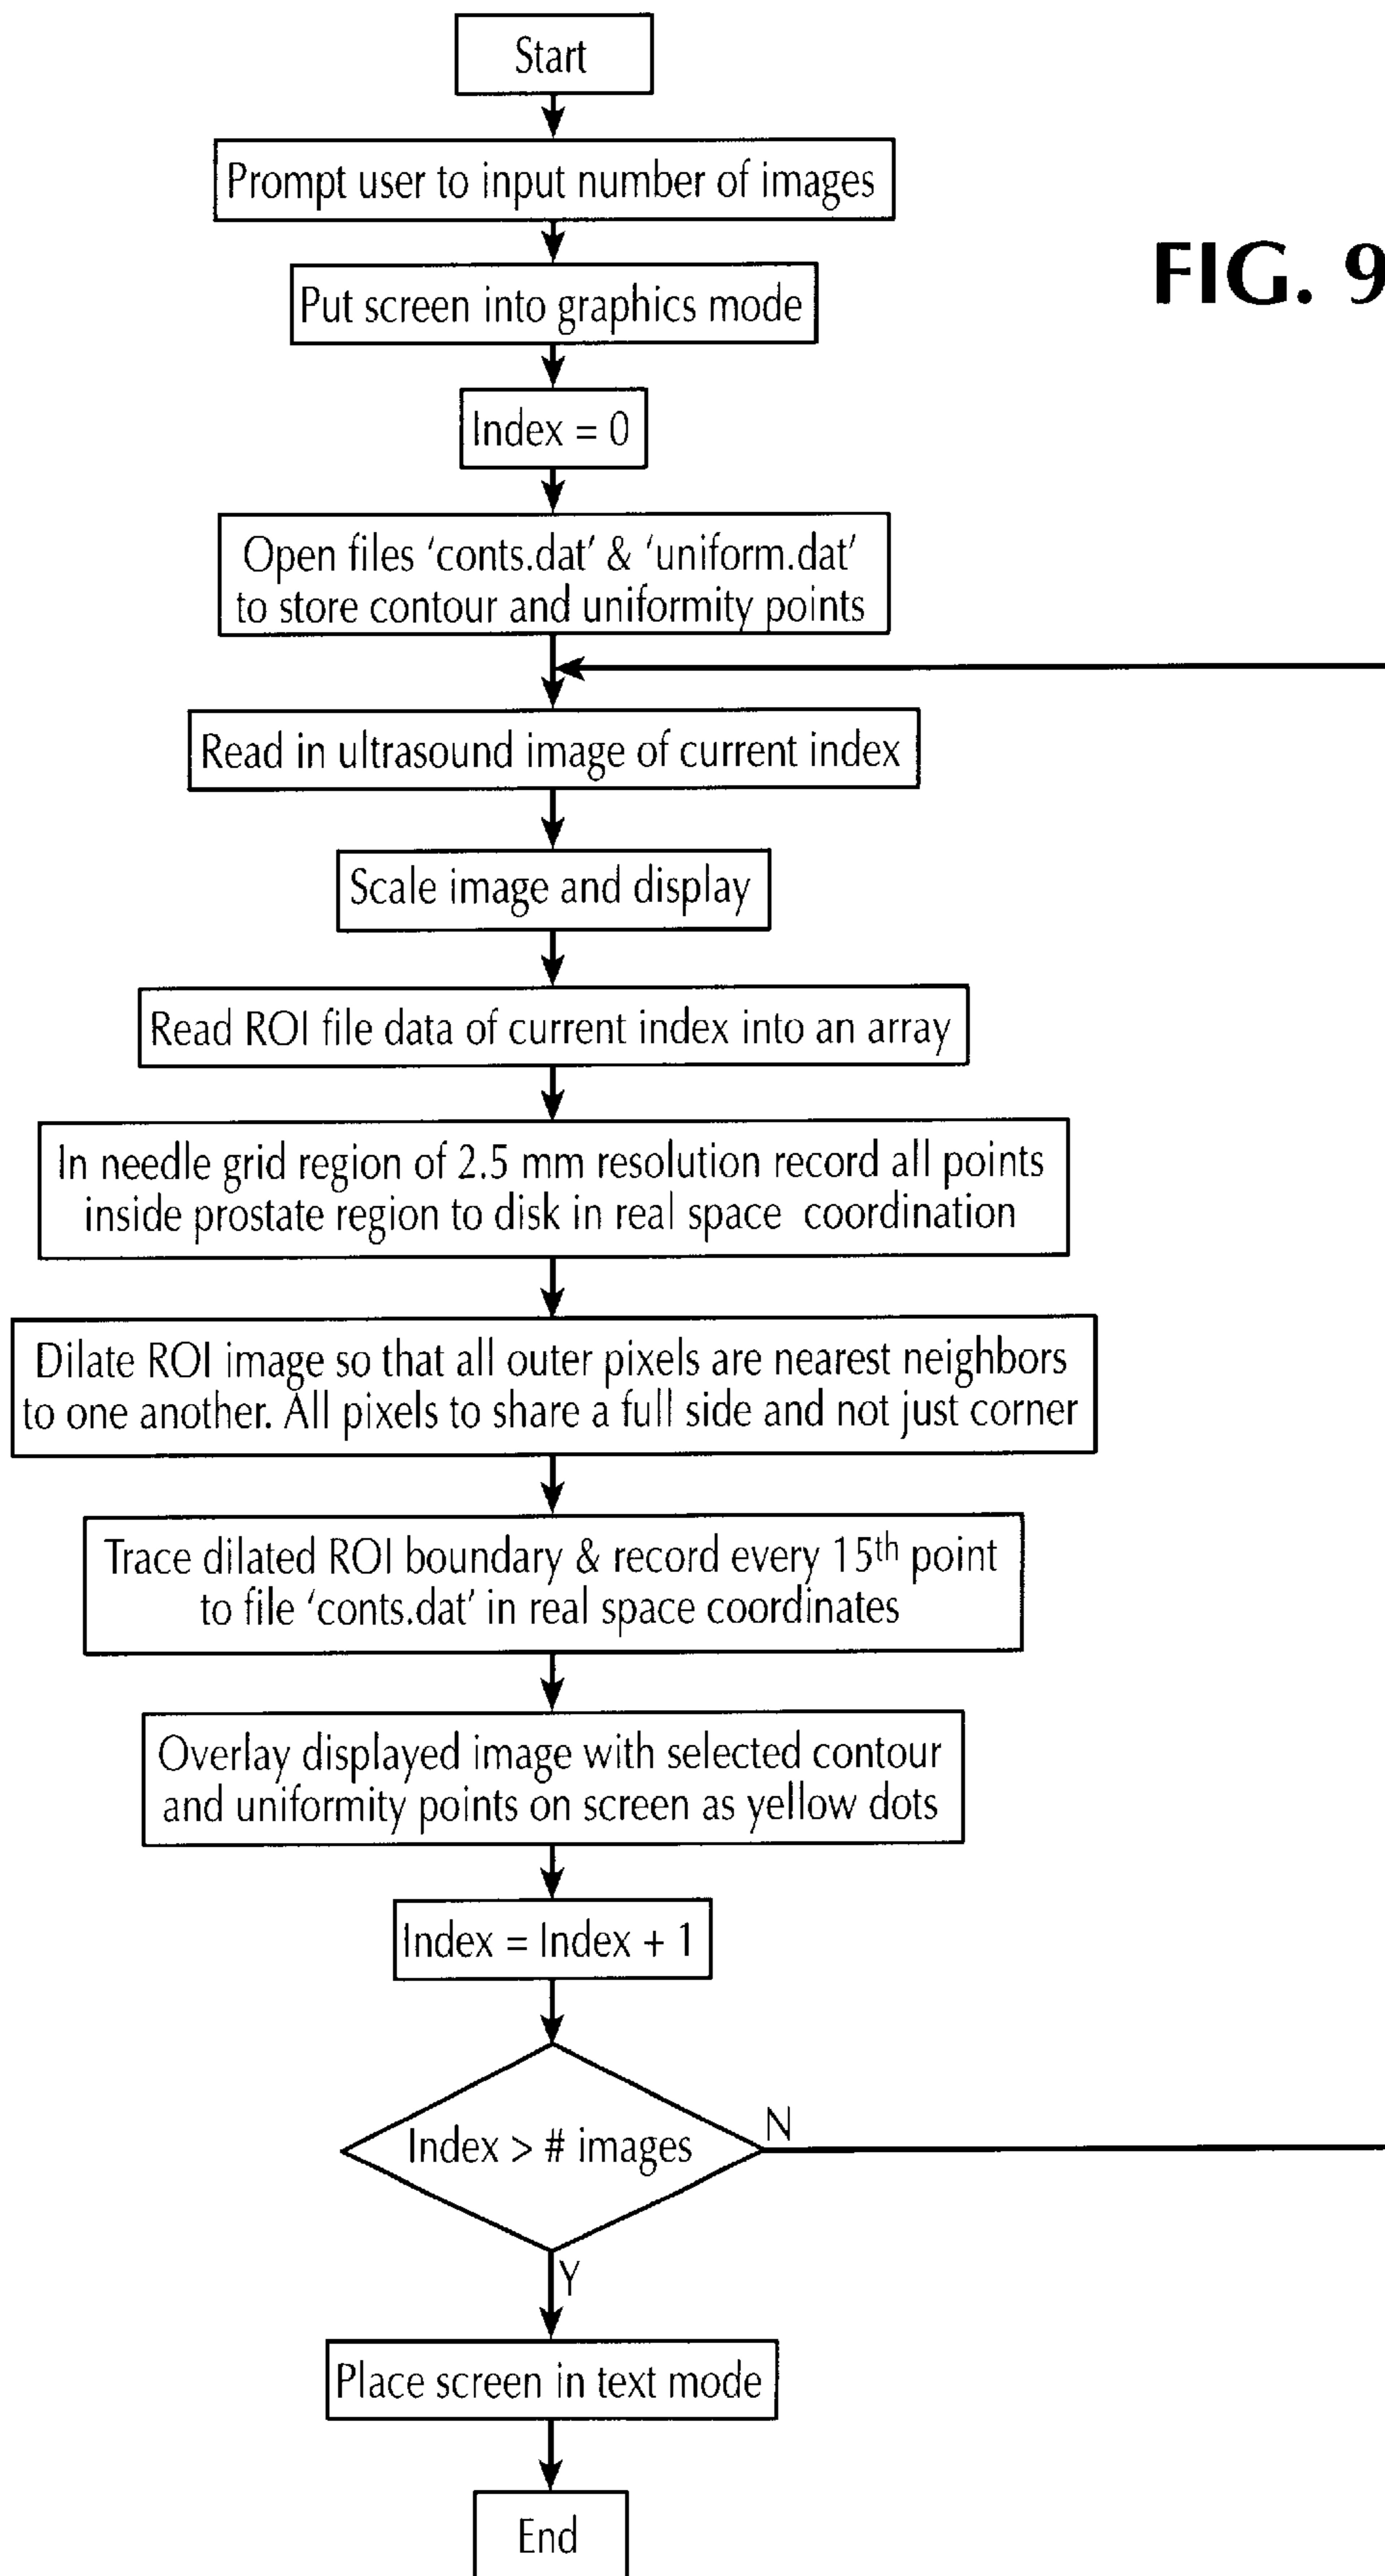 Start
Prompt user to input number of images
FIG. 9
Put screen into graphics mode
Index = 0
Open files ‘conts.dat’ & ‘uniform.dat’
to store contour and uniformity points
Read in ultrasound image of current index
Scale image and display
Read ROI file data of current index into an array
In needle grid region of 2.5 mm resolution record all points
inside prostate region to disk in real space coordination
Dilate ROI image so that all outer pixels are nearest neighbors
to one another. All pixels to share a full side and not just corner
Trace dilated ROI boundary & record every 15th point
to file ‘conts.dat’ in real space coordinates
Overlay displayed image with selected contour
and uniformity points on screen as yellow dots
Index = Index + 1
Index > # images
N
Y
Place screen in text mode
End